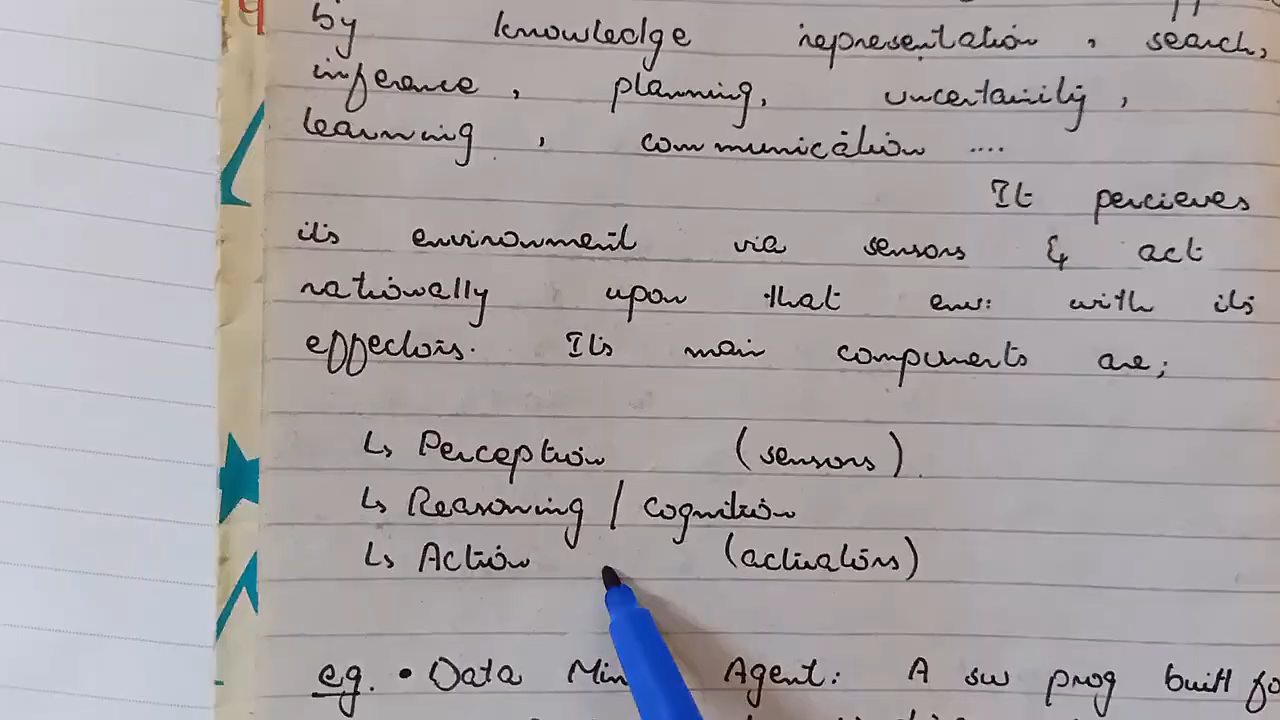 by knowledge representation, search,
inference, planning, uncertainity,
learning, communication ....
It percieves
its environment via sensors & act
rationally upon that env: with its
effectors. Its main components are;
↳ Perception (sensors).
↳ Reasoning / Cognition
↳ Action (actuators)
eg. • Data Min Agent: A sw prog built fo